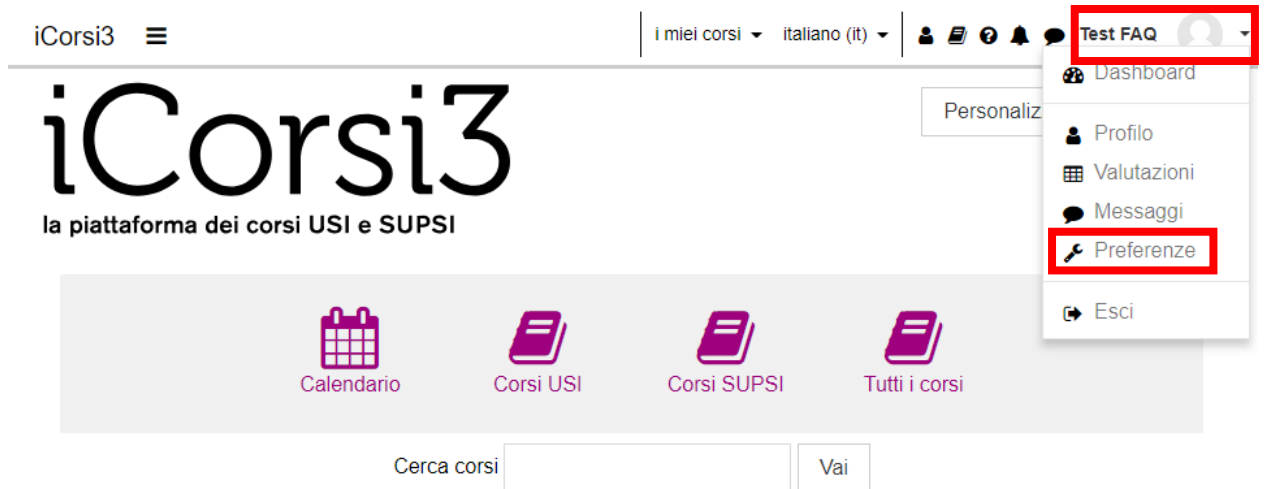 iCorsi3
i miei corsi
italiano (it)
Test FAQ
Dashboard
Profilo
Valutazioni
Messaggi
Preferenze
Esci
iCorsi3
la piattaforma dei corsi USI e SUPSI
Personaliz
Calendario
Corsi USI
Corsi SUPSI
Tutti i corsi
Cerca corsi
Vai